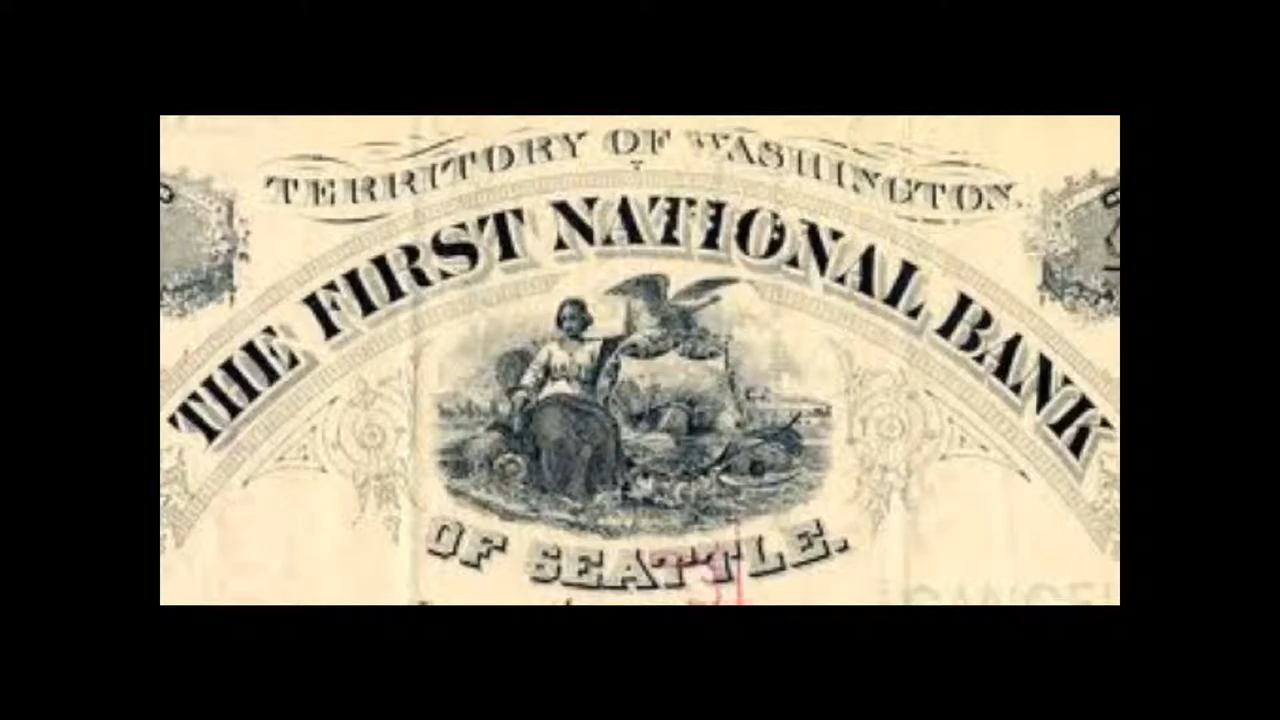 TERRITORY OF WASHINGTON.
THE FIRST NATIONAL BANK
OF SEATTLE.